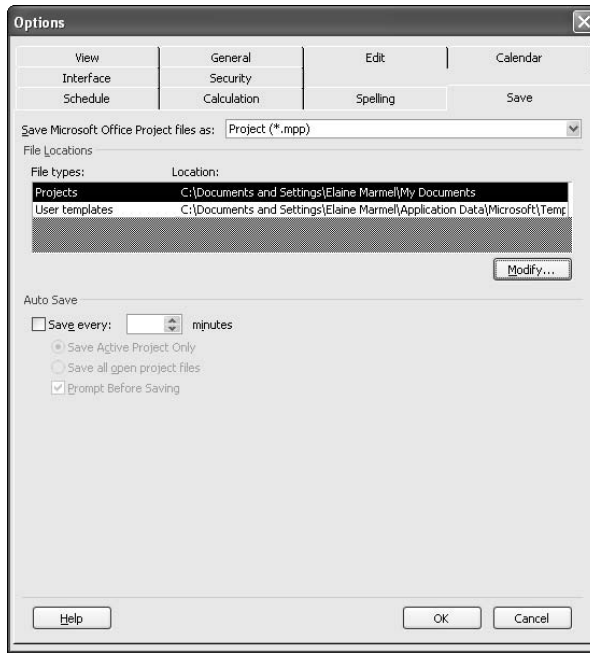 Options
View General Edit Calendar
Interface Security
Schedule Calculation Spelling Save
Save Microsoft Office Project files as: Project (*.mpp)
File Locations
File types: Location:
Projects C:\Documents and Settings\Elaine Marmel\My Documents
User templates C:\Documents and Settings\Elaine Marmel\Application Data\Microsoft\Temp
Modify...
Auto Save
Save every: minutes
Save Active Project Only
Save all open project files
Prompt Before Saving
Help OK Cancel